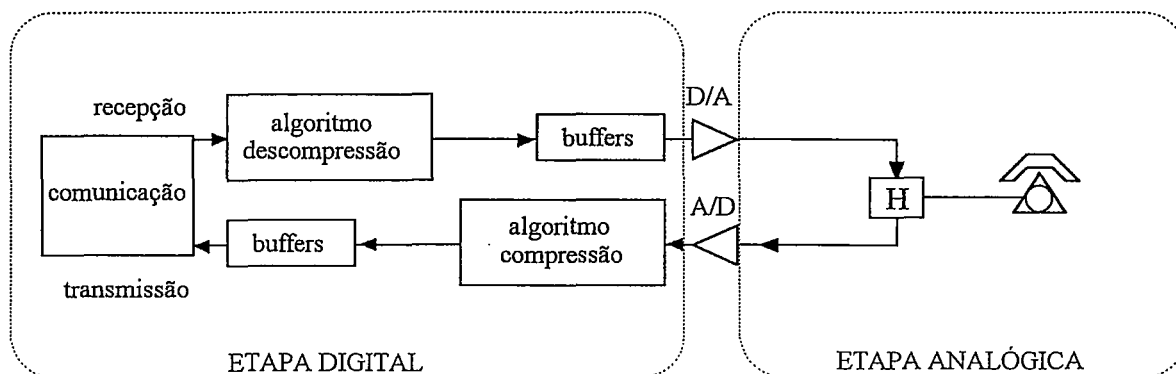 D/A
recepção
algoritmo
descompressão
buffers
comunicação
H
A/D
algoritmo
compressão
buffers
transmissão
ETAPA DIGITAL
ETAPA ANALÓGICA